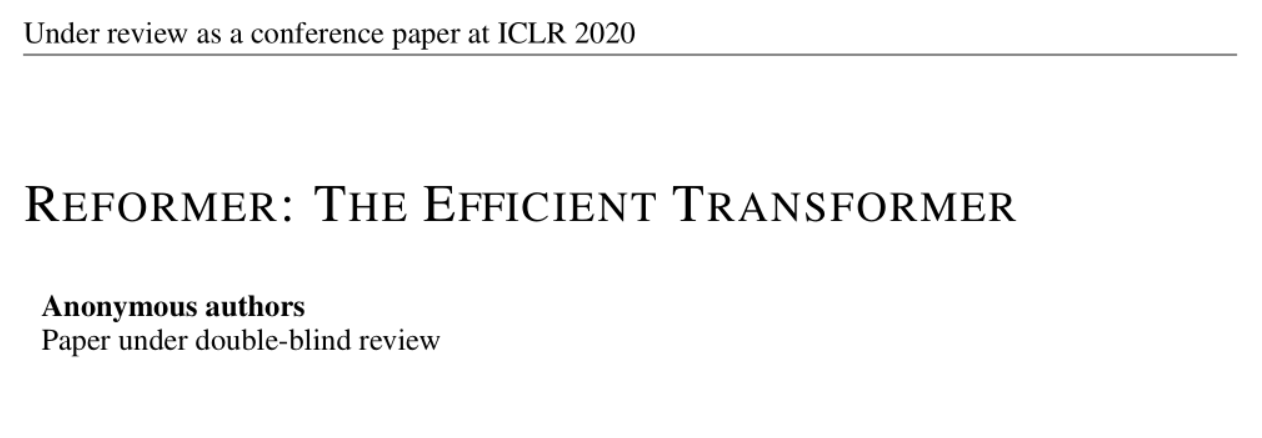 Under review as a conference paper at ICLR 2020
REFORMER: THE EFFICIENT TRANSFORMER
Anonymous authors
Paper under double-blind review